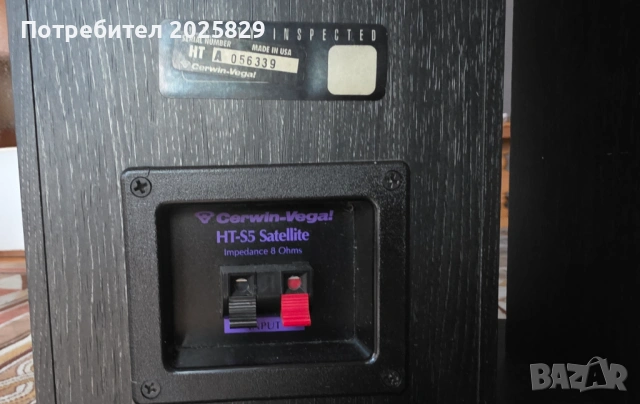 Потребител 2025829
INSPECTED
SERIAL NUMBER
MADE IN USA
HT A 056339
Cerwin-Vega!
Cerwin-Vega!
HT-S5 Satellite
Impedance 8 Ohms
BAZAR